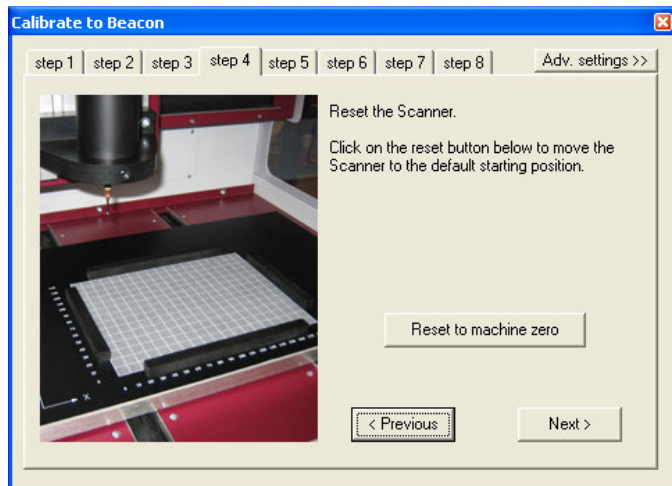 Calibrate to Beacon
step 1 step 2 step 3 step 4 step 5 step 6 step 7 step 8 Adv. settings >>
Reset the Scanner.
Click on the reset button below to move the
Scanner to the default starting position.
Reset to machine zero
X
< Previous Next >